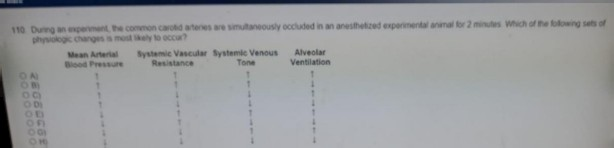 110. During an experiment, the common carotid arteries are simultaneously occluded in an anesthetized experimental animal for 2 minutes. Which of the following sets of
physiologic changes is most likely to occur?
Mean Arterial Systemic Vascular Systemic Venous Alveolar
Blood Pressure Resistance Tone Ventilation
A) ↑ ↑ ↑ ↑
B) ↑ ↑ ↑ ↓
C) ↑ ↓ ↓ ↑
D) ↑ ↓ ↓ ↓
E) ↓ ↑ ↑ ↑
F) ↓ ↑ ↑ ↓
G) ↓ ↓ ↑
H) ↓ ↓ ↓ ↓